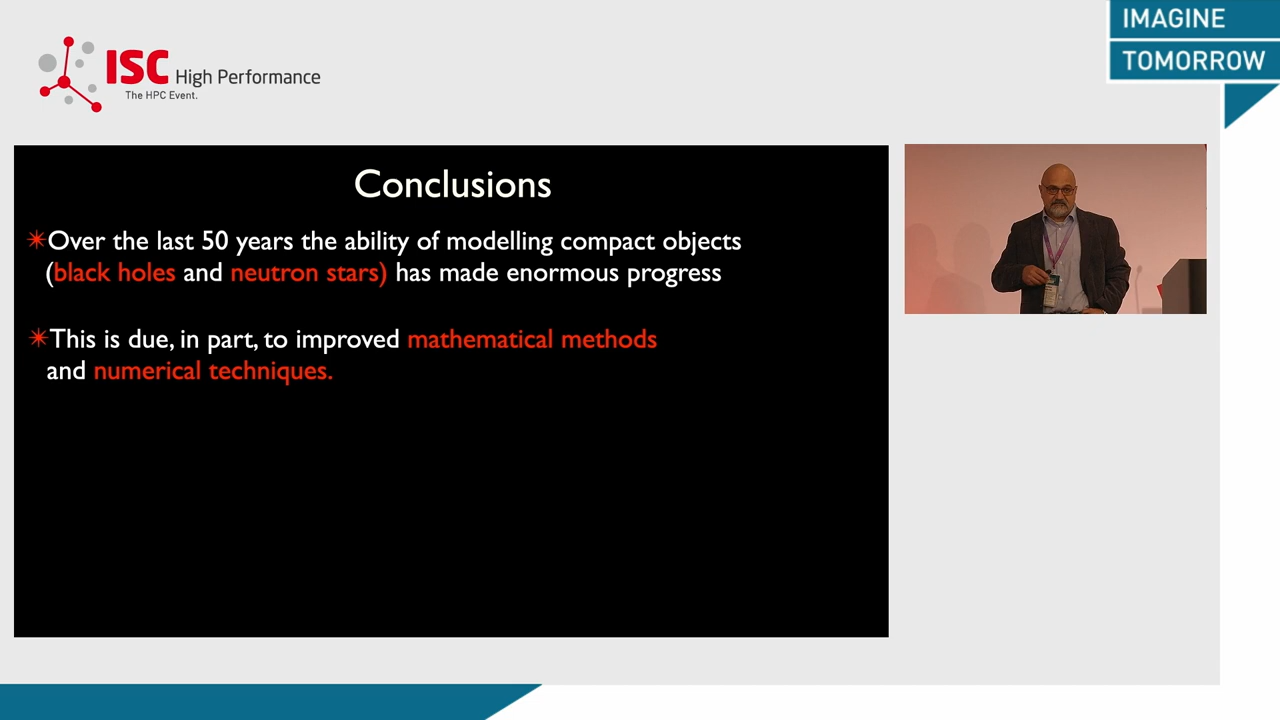 ISC High Performance
The HPC Event.
IMAGINE
TOMORROW
Conclusions
✴Over the last 50 years the ability of modelling compact objects
(black holes and neutron stars) has made enormous progress
✴This is due, in part, to improved mathematical methods
and numerical techniques.